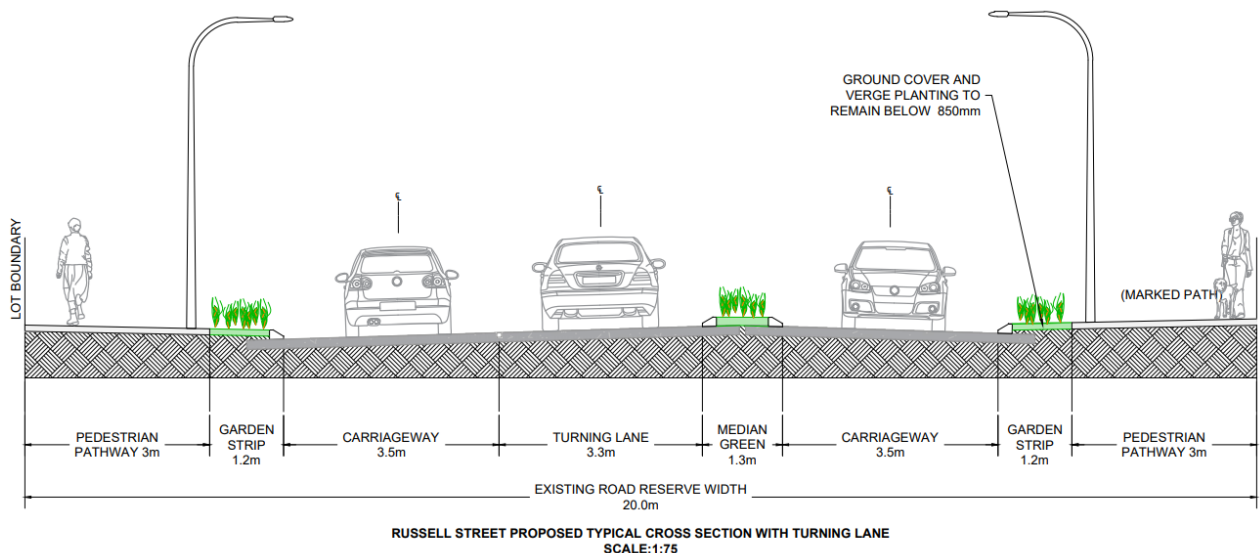 GROUND COVER AND
VERGE PLANTING TO
REMAIN BELOW 850mm
℄
℄
℄
LOT BOUNDARY
(MARKED PATH)
PEDESTRIAN
PATHWAY 3m
GARDEN
STRIP
1.2m
CARRIAGEWAY
3.5m
TURNING LANE
3.3m
MEDIAN
GREEN
1.3m
CARRIAGEWAY
3.5m
GARDEN
STRIP
1.2m
PEDESTRIAN
PATHWAY 3m
EXISTING ROAD RESERVE WIDTH
20.0m
RUSSELL STREET PROPOSED TYPICAL CROSS SECTION WITH TURNING LANE
SCALE:1:75